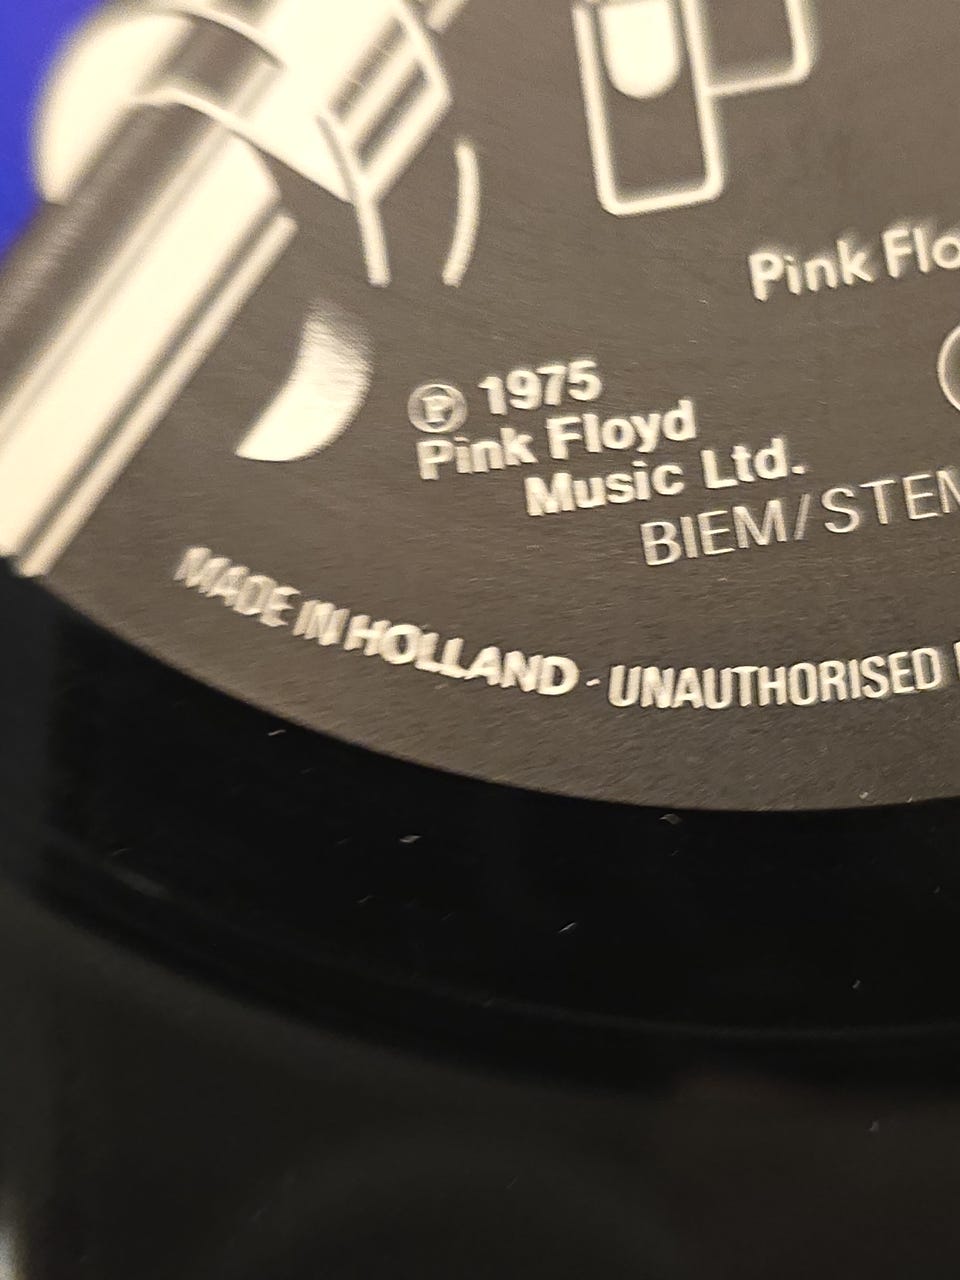 Pink Flo
℗ 1975
Pink Floyd
Music Ltd.
BIEM/STEM
MADE IN HOLLAND - UNAUTHORISED